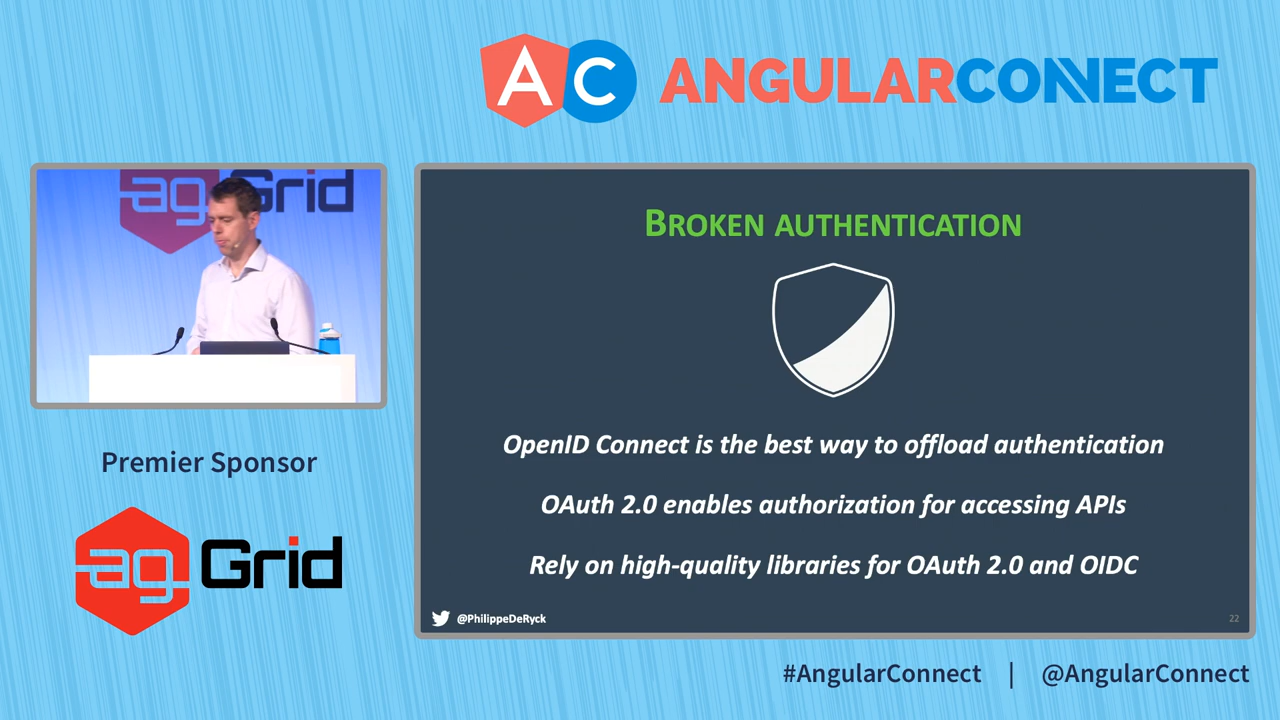 AC ANGULARCONNECT
ag Grid
BROKEN AUTHENTICATION
OpenID Connect is the best way to offload authentication
OAuth 2.0 enables authorization for accessing APIs
Rely on high-quality libraries for OAuth 2.0 and OIDC
@PhilippeDeRyck
22
Premier Sponsor
ag Grid
#AngularConnect | @AngularConnect